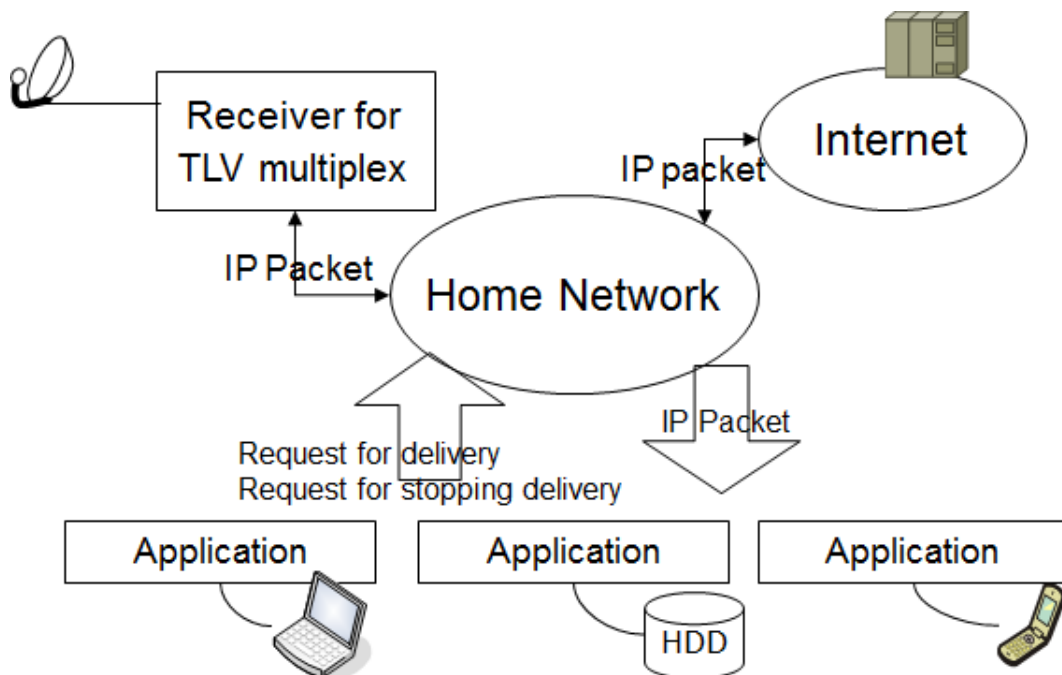 Receiver for
TLV multiplex
Internet
IP packet
IP Packet
Home Network
IP Packet
Request for delivery
Request for stopping delivery
Application
Application
Application
HDD